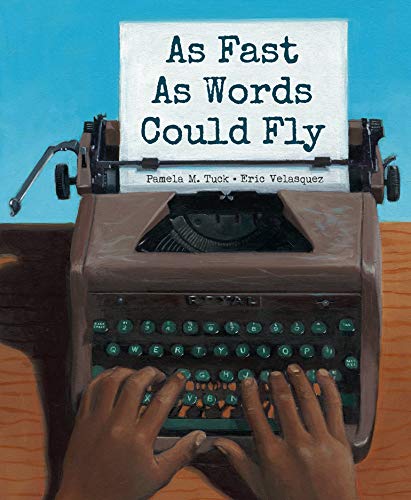 As Fast
As Words
Could Fly
Pamela M. Tuck • Eric Velasquez
ROYAL
Q W E R T Y U I O P
X V B N